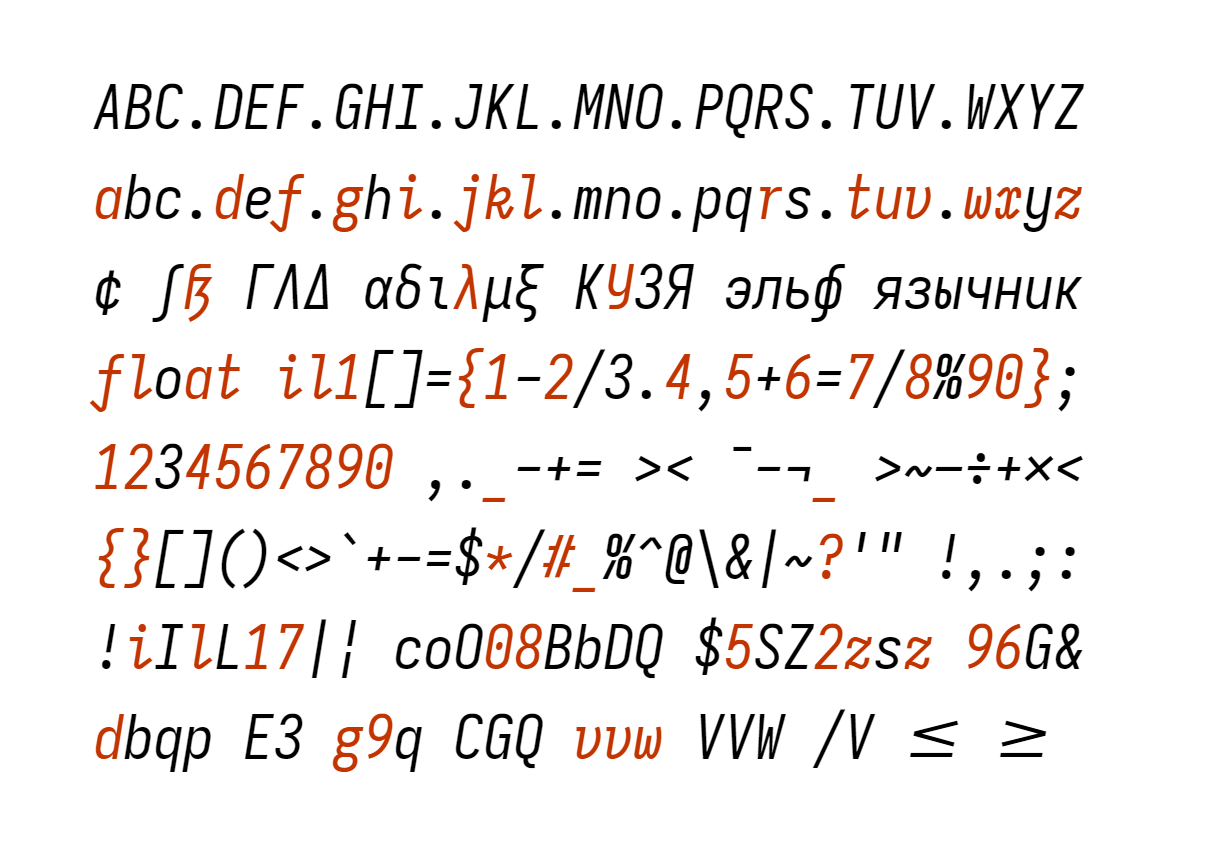 ABC.DEF.GHI.JKL.MNO.PQRS.TUV.WXYZ
abc.def.ghi.jkl.mno.pqrs.tuv.wxyz
¢ ʃꜩ ΓΛΔ αδιλμξ КУЗЯ эльф язычник
float il1[]={1-2/3.4,5+6=7/8%90};
1234567890 ,._-+= >< ¯-¬_ >~–÷+×<
{}[]()<>`+-=$*/#_%^@\&|~?'" !,.;:
!iIlL17|¦ coO08BbDQ $5SZ2zsz 96G&
dbqp E3 g9q CGQ vvw VVW /V ≤ ≥